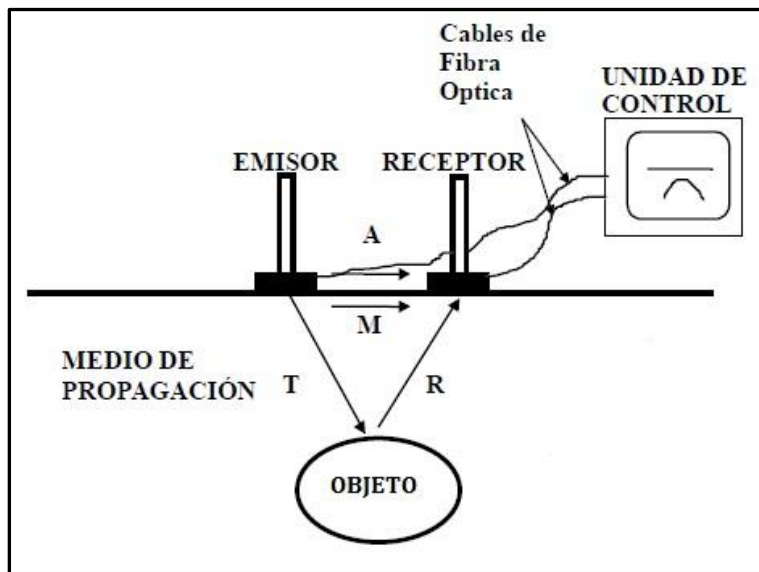 Cables de
Fibra
Optica
UNIDAD DE
CONTROL
EMISOR
RECEPTOR
A
M
MEDIO DE
PROPAGACIÓN
T
R
OBJETO